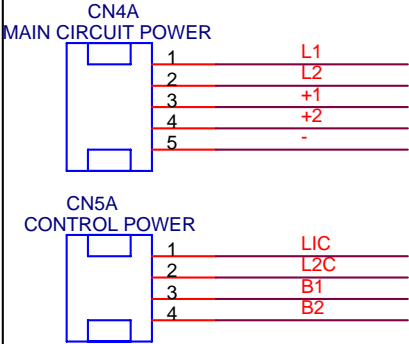 CN4A
MAIN CIRCUIT POWER
1 L1
2 L2
3 +1
4 +2
5 -
CN5A
CONTROL POWER
1 LIC
2 L2C
3 B1
4 B2